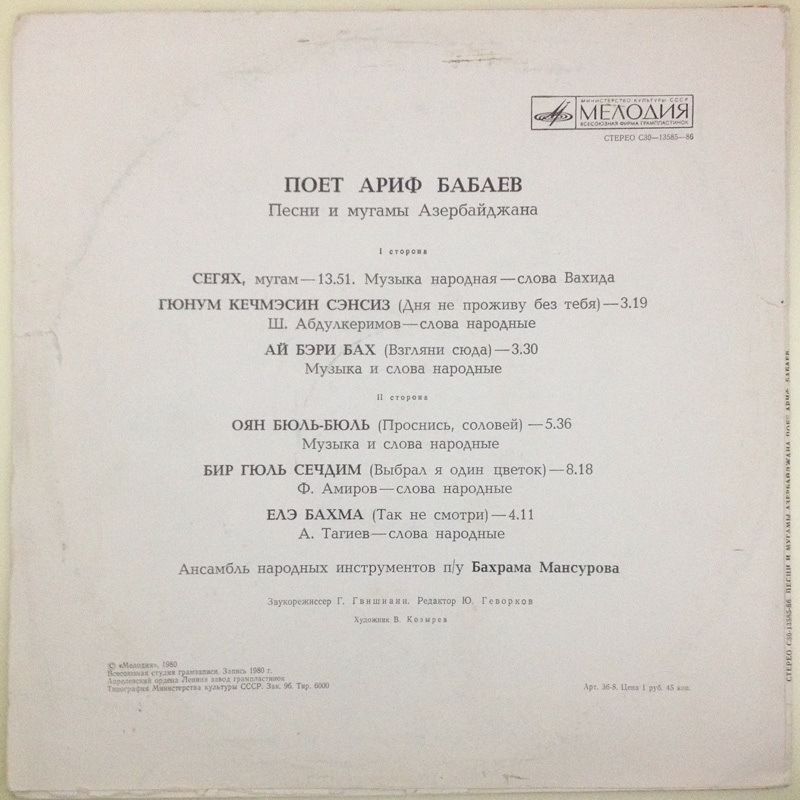 МИНИСТЕРСТВО КУЛЬТУРЫ СССР
МЕЛОДИЯ
ВСЕСОЮЗНАЯ ФИРМА ГРАМПЛАСТИНОК
СТЕРЕО С30—13585—86
ПОЕТ АРИФ БАБАЕВ
Песни и мугамы Азербайджана
I сторона
СЕГЯХ, мугам—13.51. Музыка народная—слова Вахида
ГЮНУМ КЕЧМЭСИН СЭНСИЗ (Дня не проживу без тебя)—3.19
Ш. Абдулкеримов—слова народные
АЙ БЭРИ БАХ (Взгляни сюда)—3.30
Музыка и слова народные
II сторона
ОЯН БЮЛЬ-БЮЛЬ (Проснись, соловей)—5.36
Музыка и слова народные
БИР ГЮЛЬ СЕЧДИМ (Выбрал я один цветок)—8.18
Ф. Амиров—слова народные
ЕЛЭ БАХМА (Так не смотри)—4.11
А. Тагиев—слова народные
Ансамбль народных инструментов п/у Бахрама Мансурова
Звукорежиссер Г. Гвишиани. Редактор Ю. Геворков
Художник В. Козырев
© «Мелодия», 1980
Всесоюзная студия грамзаписи. Запись 1980 г.
Апрелевский ордена Ленина завод грампластинок
Типография Министерства культуры СССР. Зак. 96. Тир. 6000
Арт. 36-8. Цена 1 руб. 45 коп.
СТЕРЕО С30-13585-86 ПЕСНИ И МУГАМЫ АЗЕРБАЙДЖАНА ПОЕТ АРИФ БАБАЕВ